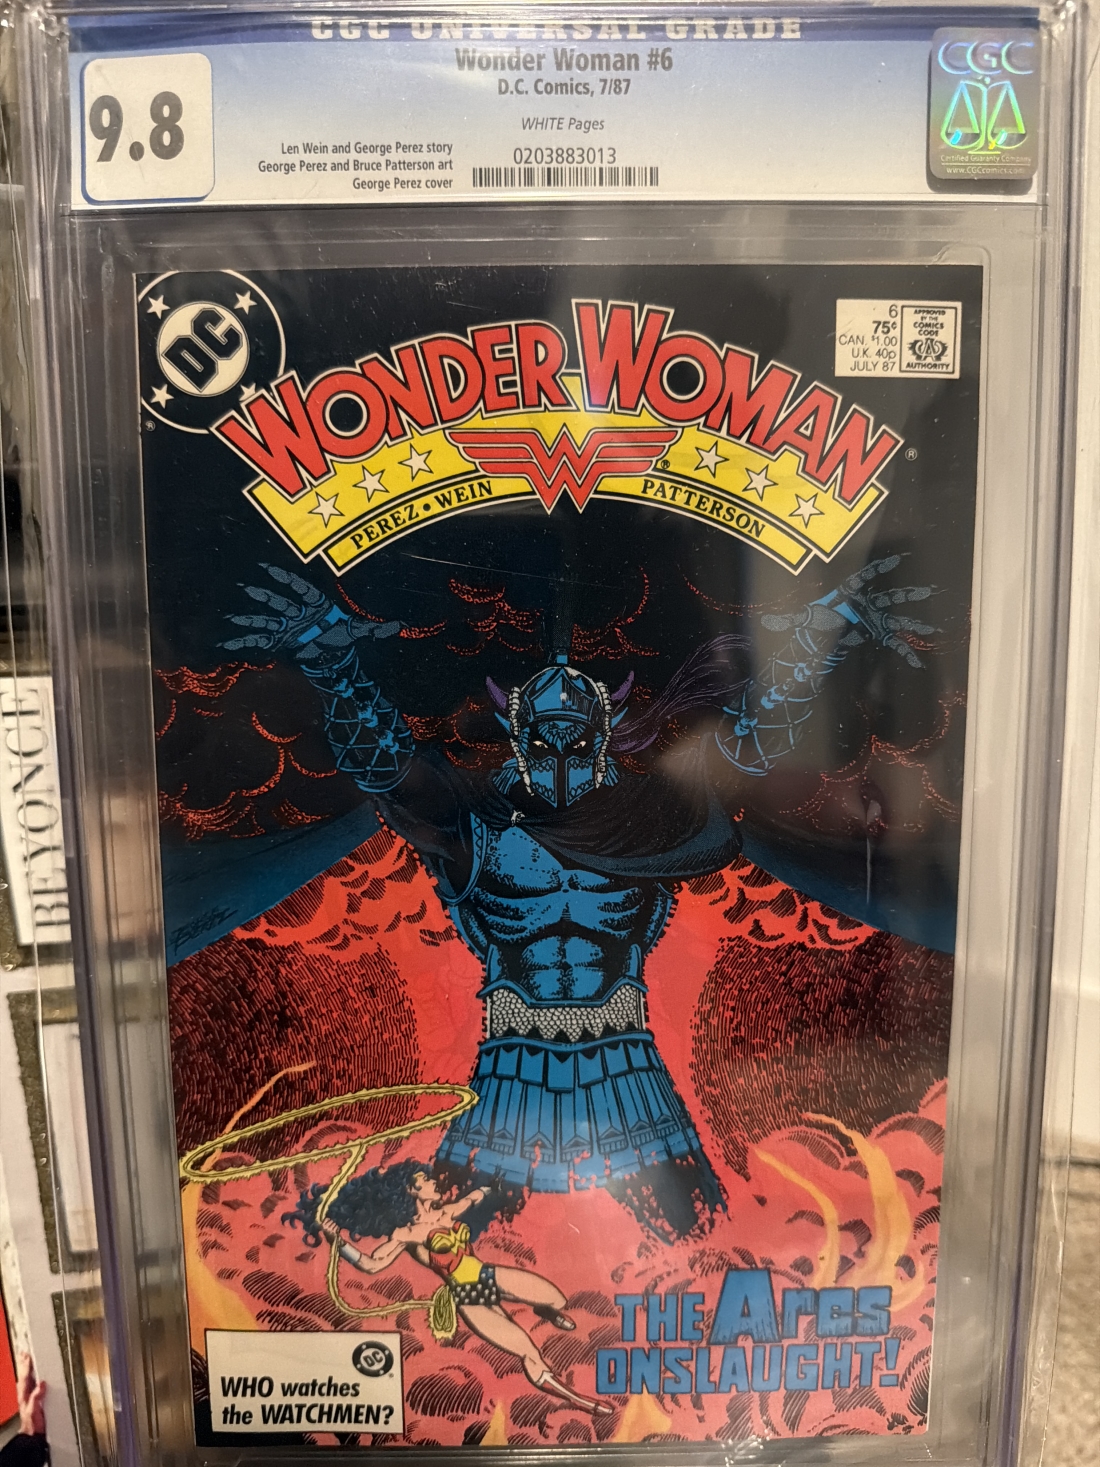 CGC UNIVERSAL GRADE
Wonder Woman #6
D.C. Comics, 7/87
9.8
WHITE Pages
Len Wein and George Perez story
George Perez and Bruce Patterson art
George Perez cover
0203883013
CGC
Certified Guaranty Company
www.CGCcomics.com
DC
®
WONDER WOMAN
®
W
®
PEREZ • WEIN
PATTERSON
6
75¢
CAN. $1.00
U.K. 40p
JULY 87
APPROVED
BY THE
COMICS
CODE
CA
AUTHORITY
BEYONCE
PEREZ
THE Ares
ONSLAUGHT!
DC
®
WHO watches
the WATCHMEN?